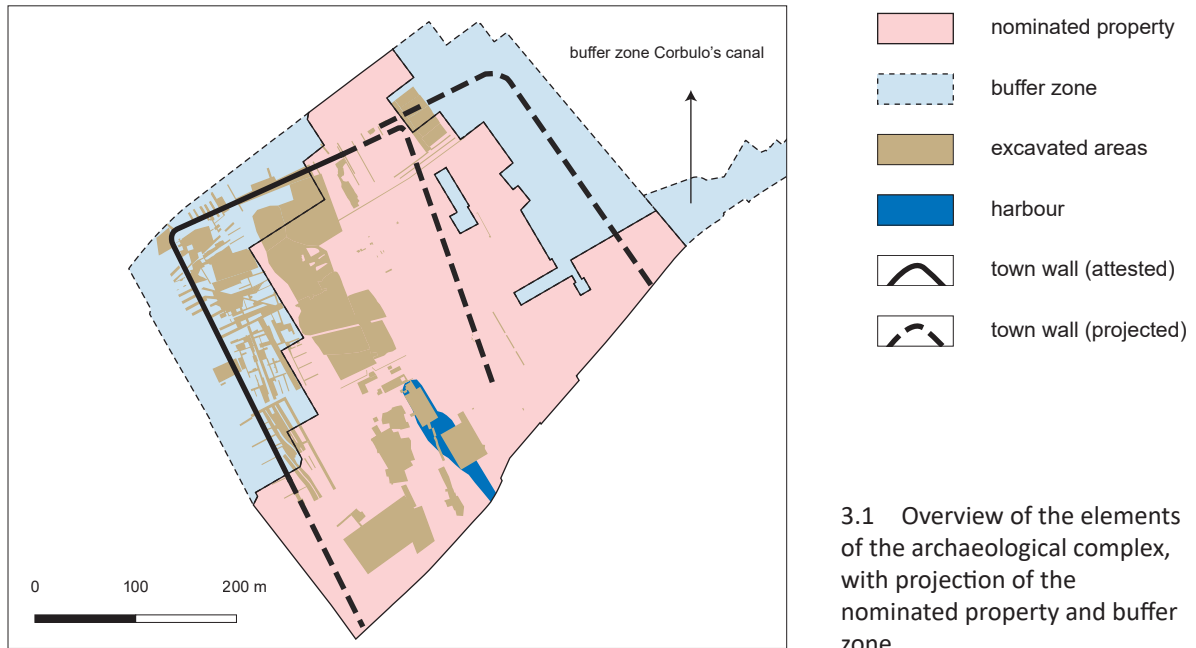 buffer zone Corbulo’s canal
0 100 200 m
nominated property
buffer zone
excavated areas
harbour
town wall (attested)
town wall (projected)
3.1 Overview of the elements
of the archaeological complex,
with projection of the
nominated property and buffer
zone